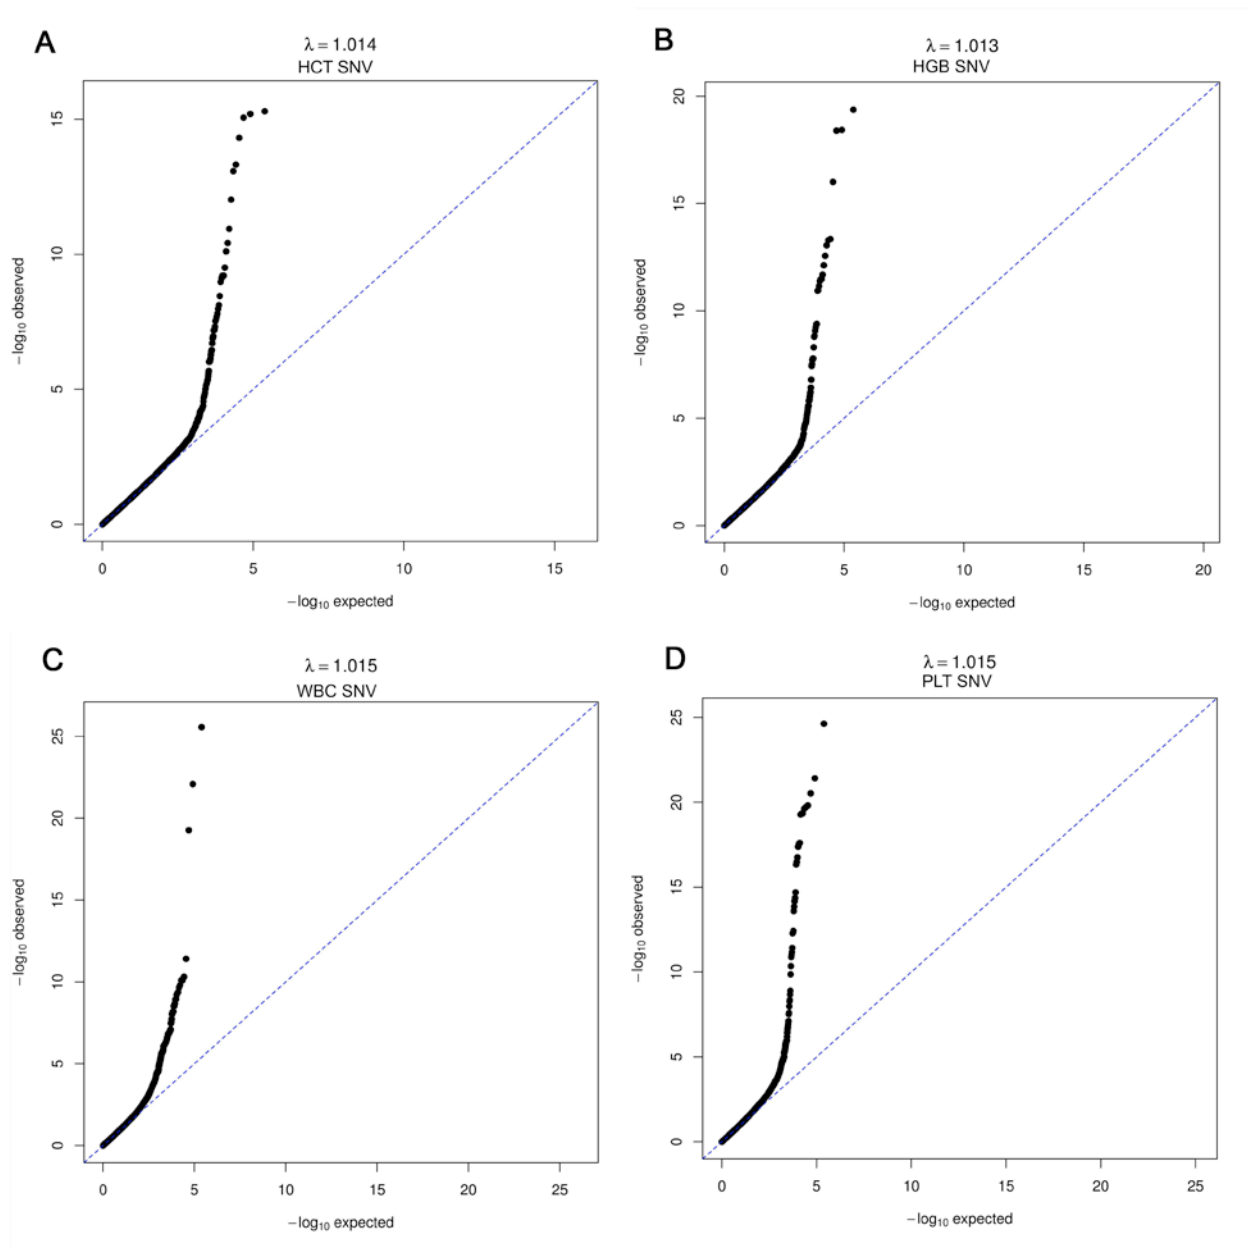 A
λ = 1.014
HCT SNV
15
10
5
0
−log10 observed
0 5 10 15
−log10 expected
B
λ = 1.013
HGB SNV
20
15
10
5
0
−log10 observed
0 5 10 15 20
−log10 expected
C
λ = 1.015
WBC SNV
25
20
15
10
5
0
−log10 observed
0 5 10 15 20 25
−log10 expected
D
λ = 1.015
PLT SNV
25
20
15
10
5
0
−log10 observed
0 5 10 15 20 25
−log10 expected